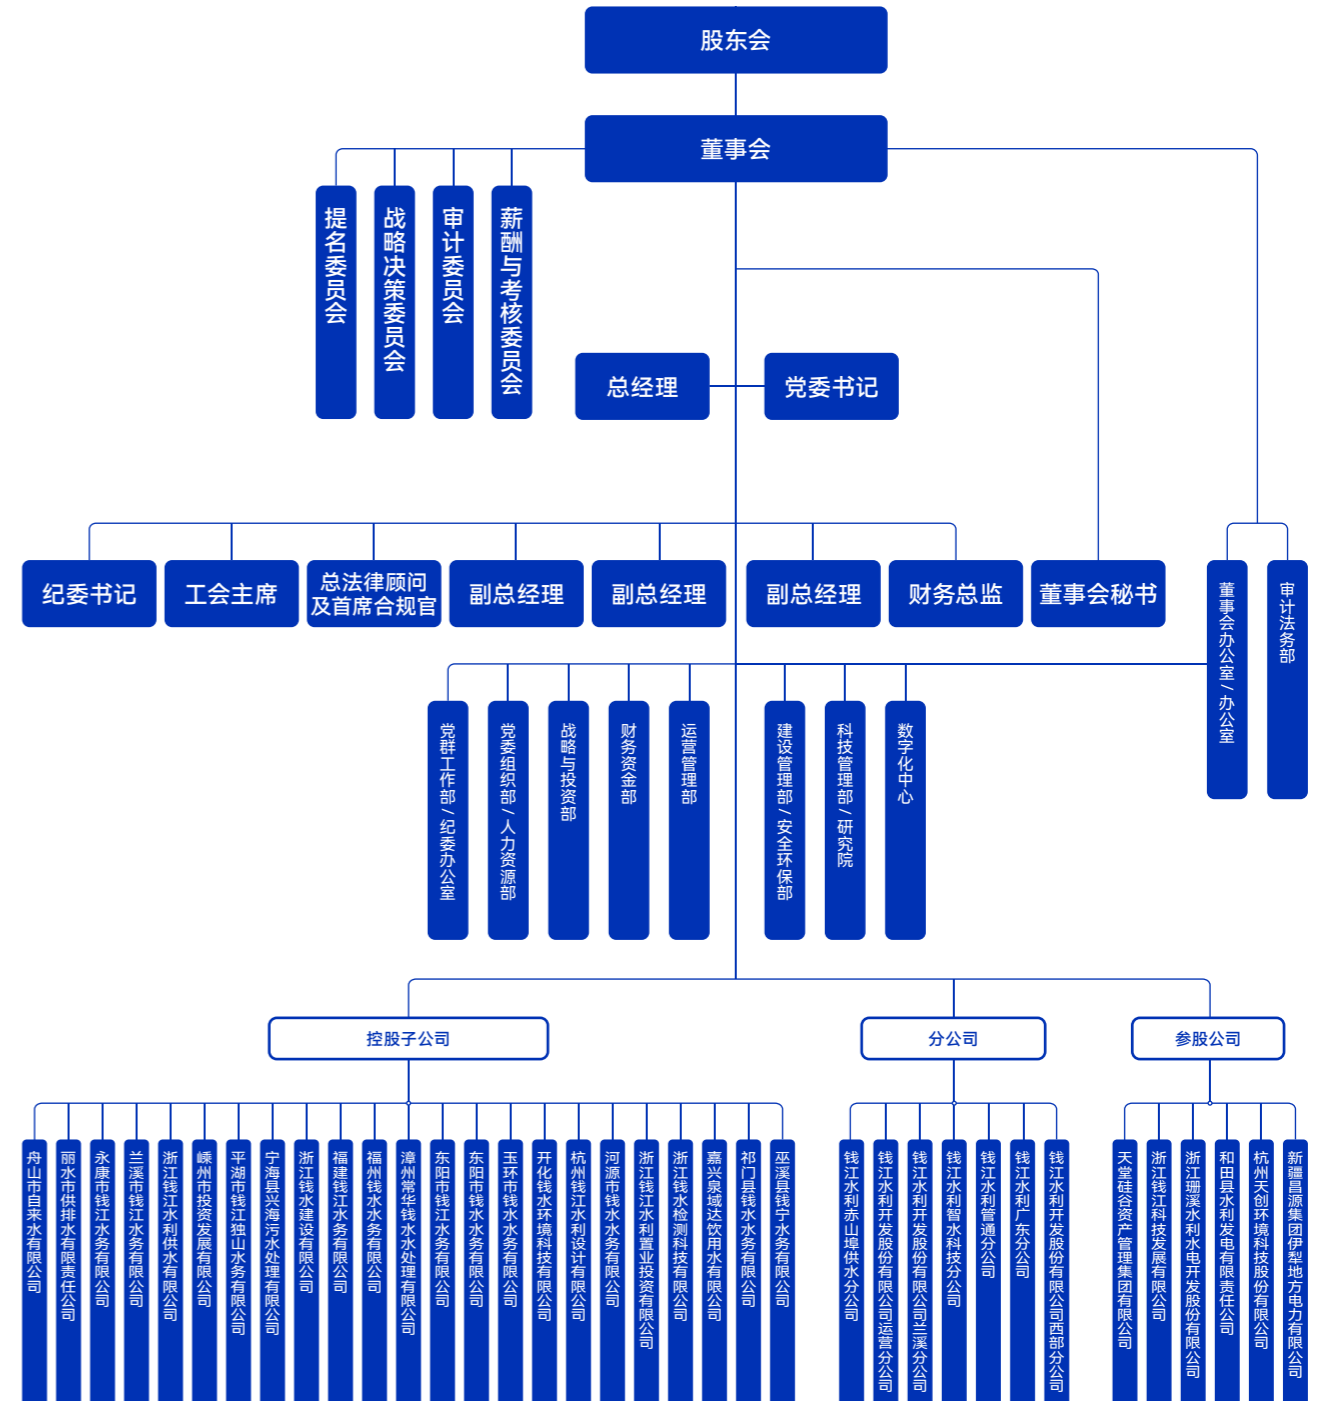 股东会
董事会
提名委员会
战略决策委员会
审计委员会
薪酬与考核委员会
总经理
党委书记
纪委书记
工会主席
总法律顾问
及首席合规官
副总经理
副总经理
副总经理
财务总监
董事会秘书
董事会办公室/办公室
审计法务部
党群工作部/纪委办公室
党委组织部/人力资源部
战略与投资部
财务资金部
运营管理部
建设管理部/安全环保部
科技管理部/研究院
数字化中心
控股子公司
分公司
参股公司
舟山市自来水有限公司
丽水市供排水有限责任公司
永康市钱江水务有限公司
兰溪市钱江水务有限公司
浙江钱江水利供水有限公司
嵊州市投资发展有限公司
平湖市钱江独山水务有限公司
宁海县兴海污水处理有限公司
浙江钱水建设有限公司
福建钱江水务有限公司
福州钱水水务有限公司
漳州常华钱水水处理有限公司
东阳市钱江水务有限公司
东阳市钱水水务有限公司
玉环市钱水水务有限公司
开化钱水环境科技有限公司
杭州钱江水利设计有限公司
河源市钱水水务有限公司
浙江钱江水利置业投资有限公司
浙江钱水检测科技有限公司
嘉兴泉域达饮用水有限公司
祁门县钱水水务有限公司
巫溪县钱宁水务有限公司
钱江水利赤山埠供水分公司
钱江水利开发股份有限公司运营分公司
钱江水利开发股份有限公司兰溪分公司
钱江水利智水科技分公司
钱江水利管通分公司
钱江水利广东分公司
钱江水利开发股份有限公司西部分公司
天堂硅谷资产管理集团有限公司
浙江钱江科技发展有限公司
浙江珊溪水利水电开发股份有限公司
和田县水利发电有限责任公司
杭州天创环境科技股份有限公司
新疆昌源集团伊犁地方电力有限公司